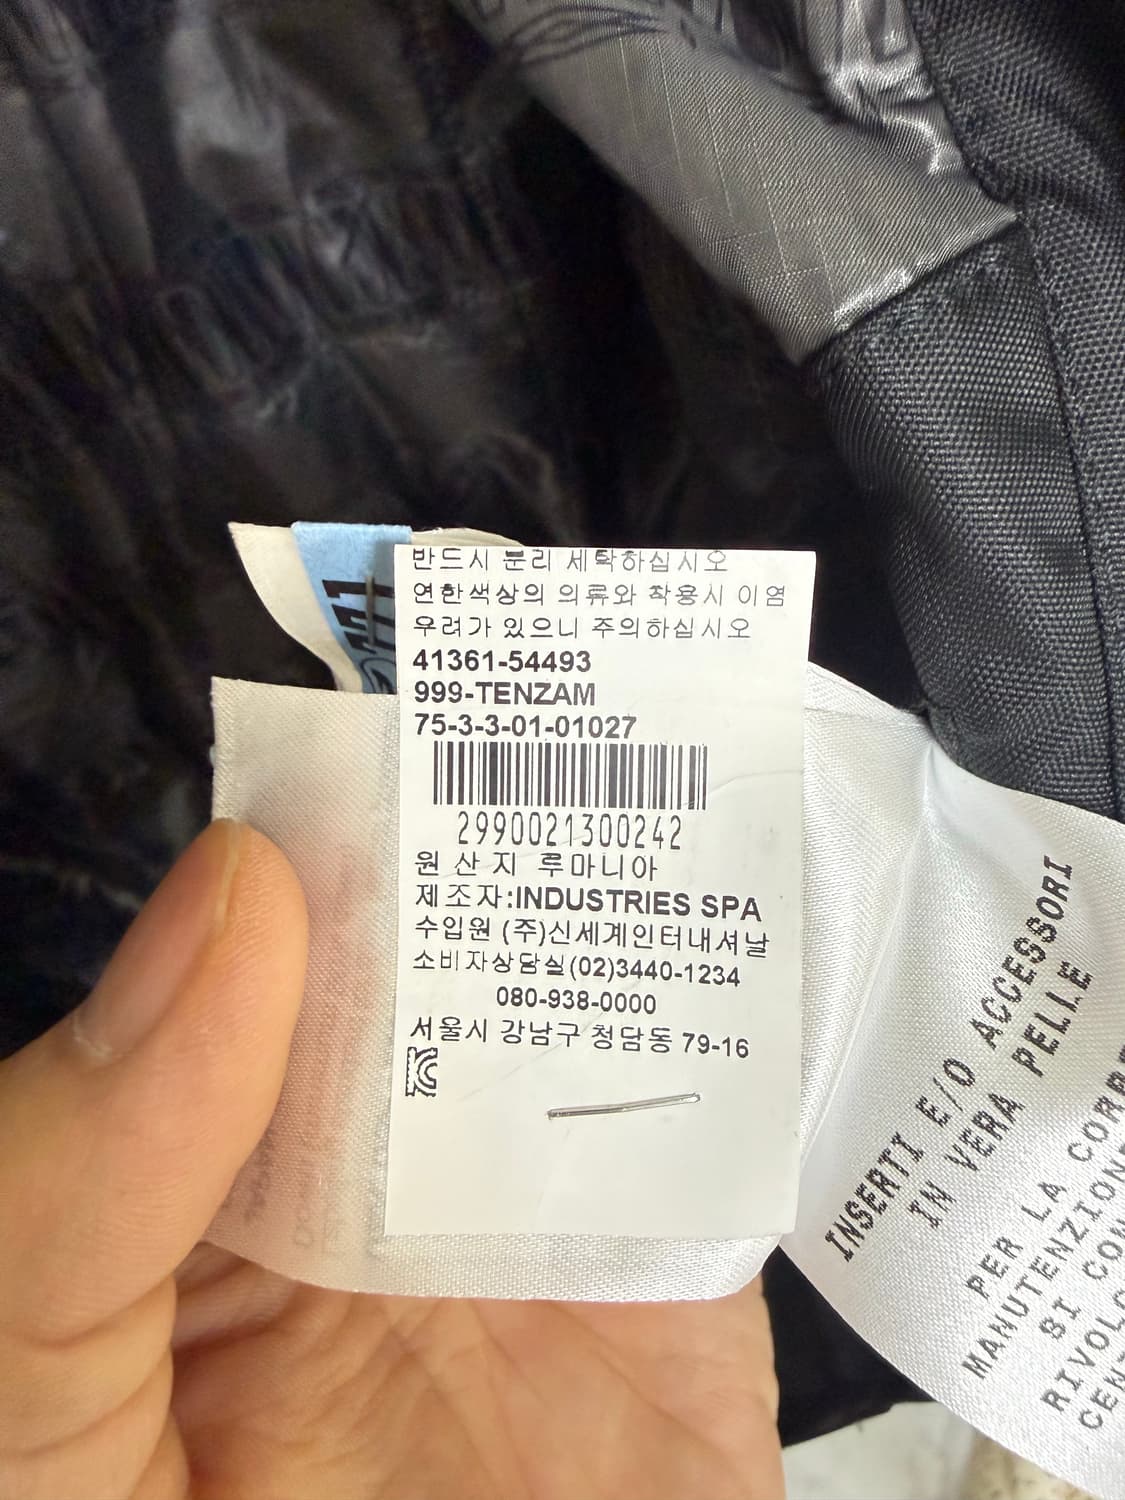 반드시 분리 세탁하십시오
연한색상의 의류와 착용시 이염
우려가 있으니 주의하십시오
41361-54493
999-TENZAM
75-3-3-01-01027
2990021300242
원 산 지 루마니아
제조자:INDUSTRIES SPA
수입원 (주)신세계인터내셔날
소비자상담실(02)3440-1234
080-938-0000
서울시 강남구 청담동 79-16
INSERTI E/O ACCESSORI
IN VERA PELLE
PER LA
MANUTENZIONE
SI